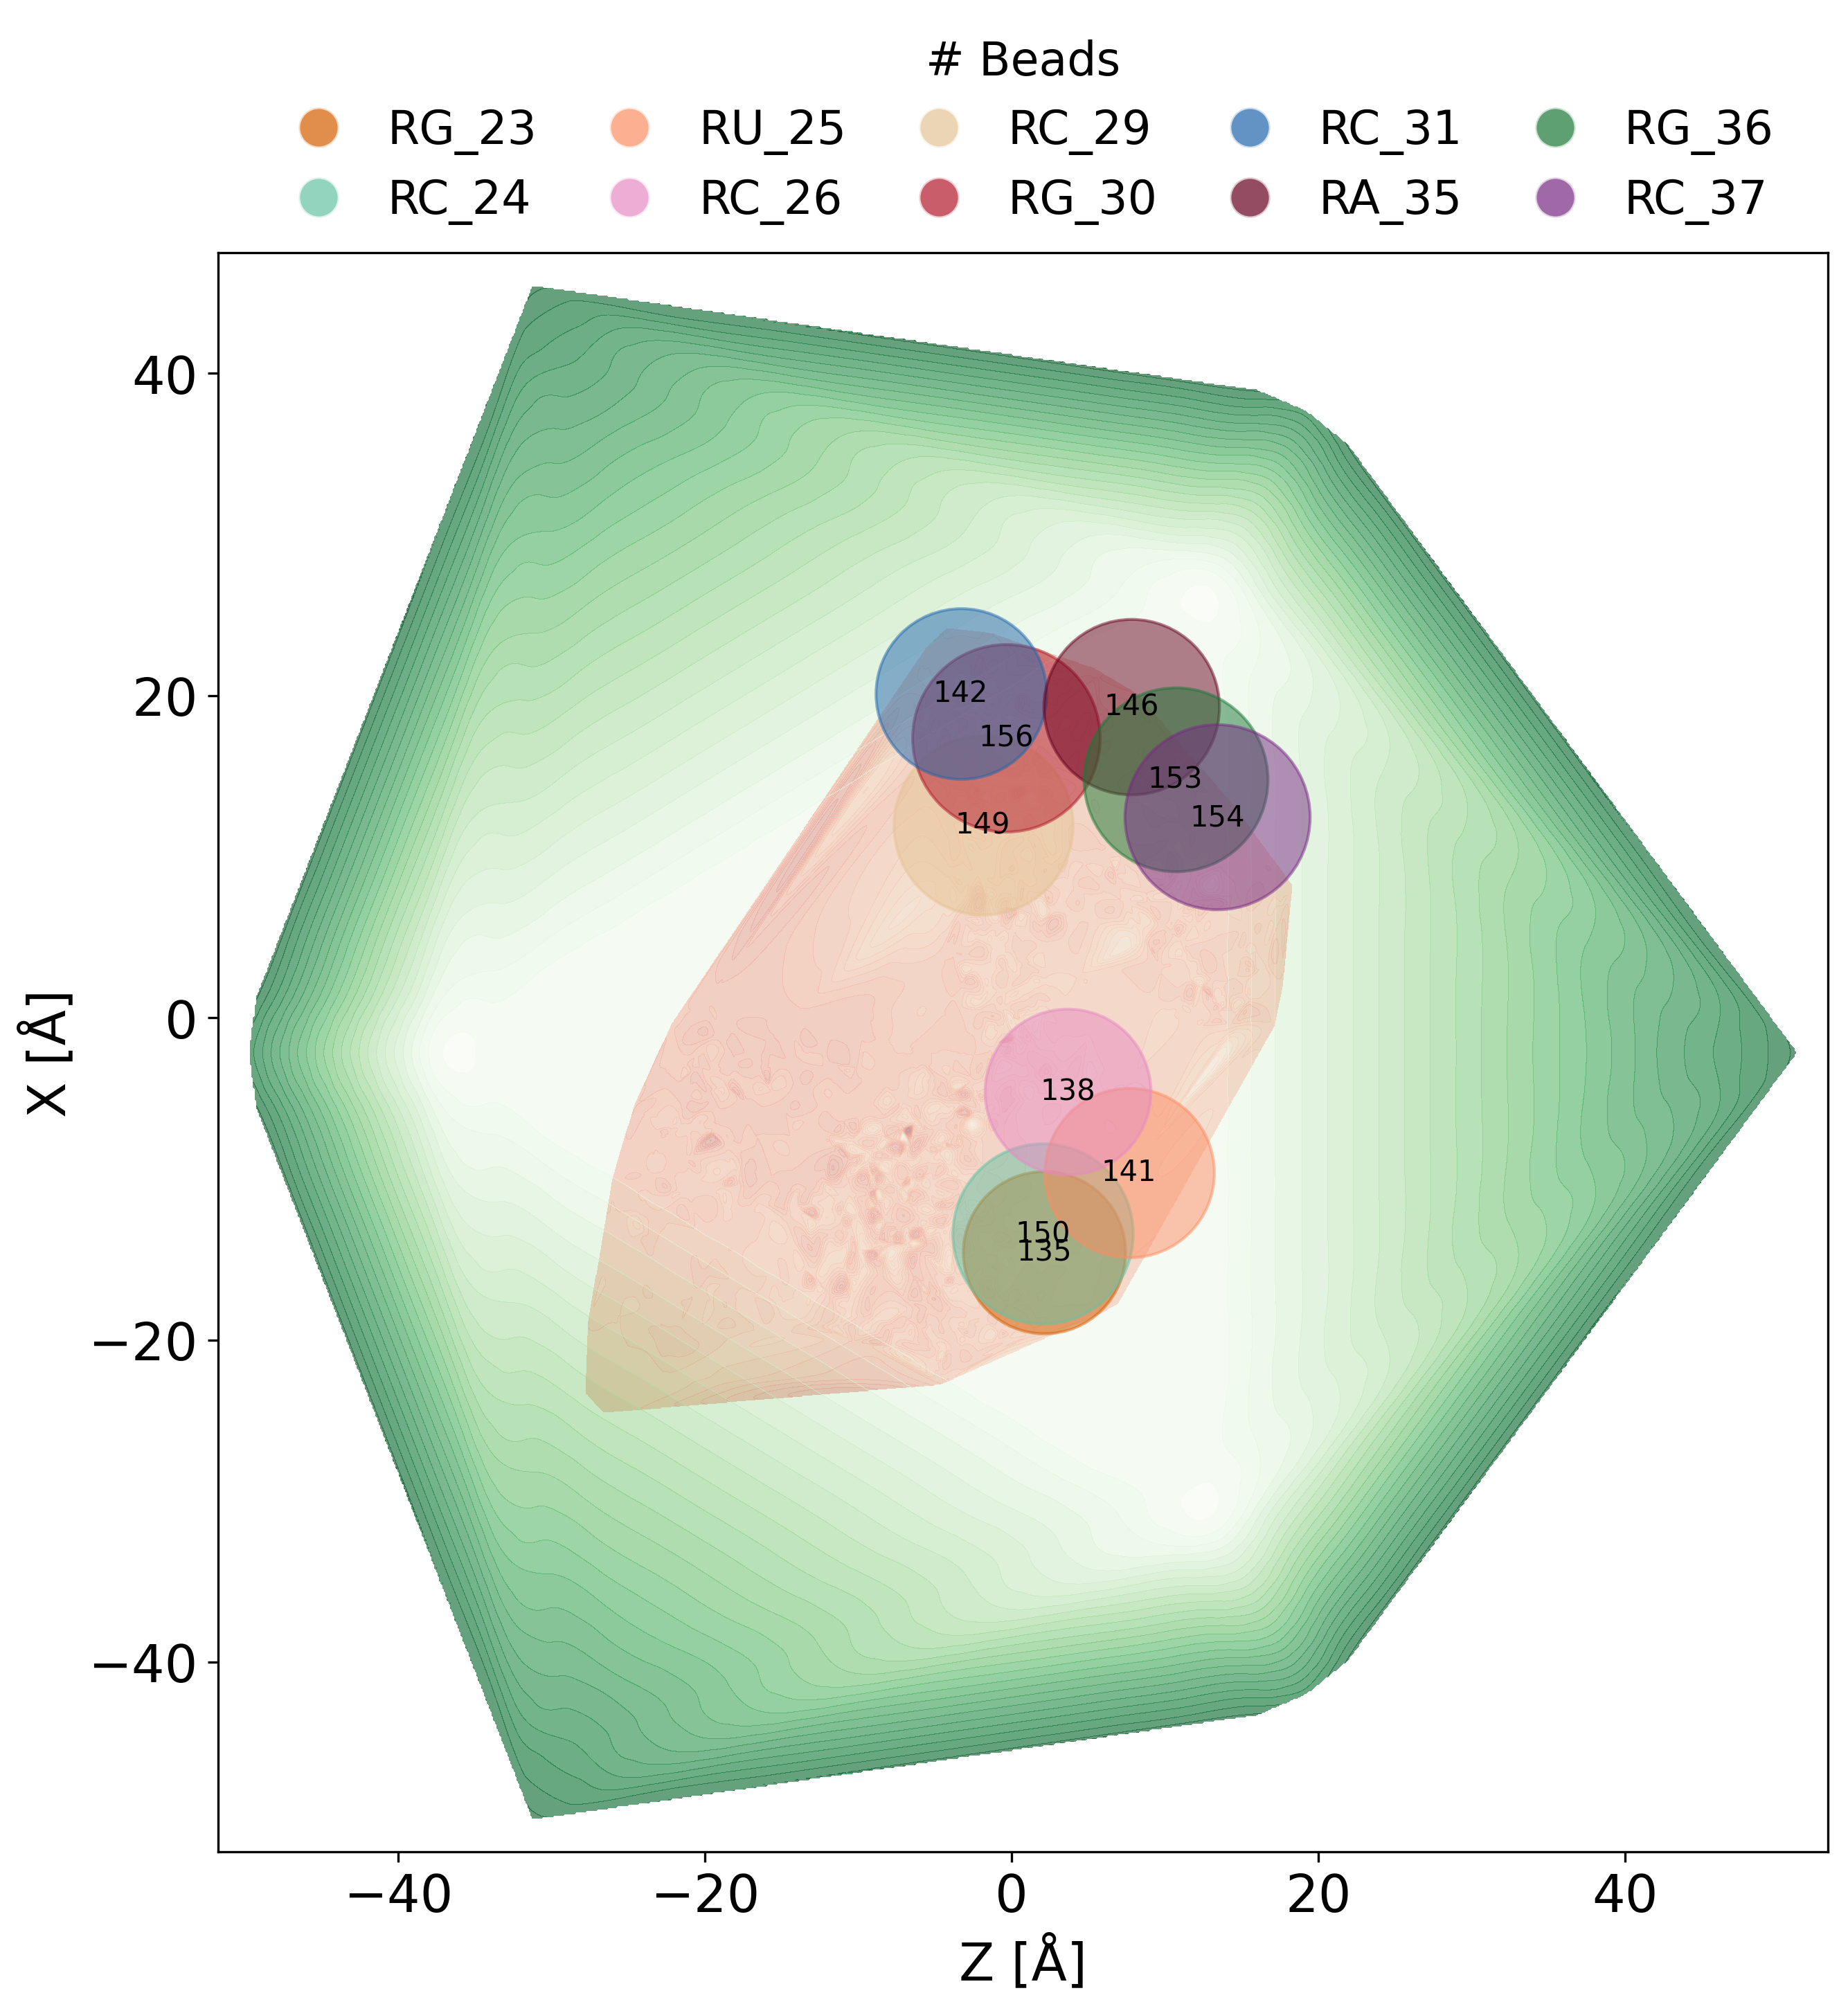 # Beads
RG_23 RU_25 RC_29 RC_31 RG_36
RC_24 RC_26 RG_30 RA_35 RC_37
40
20
0
−20
−40
X [Å]
142
146
156
153
154
149
138
141
150
135
−40 −20 0 20 40
Z [Å]